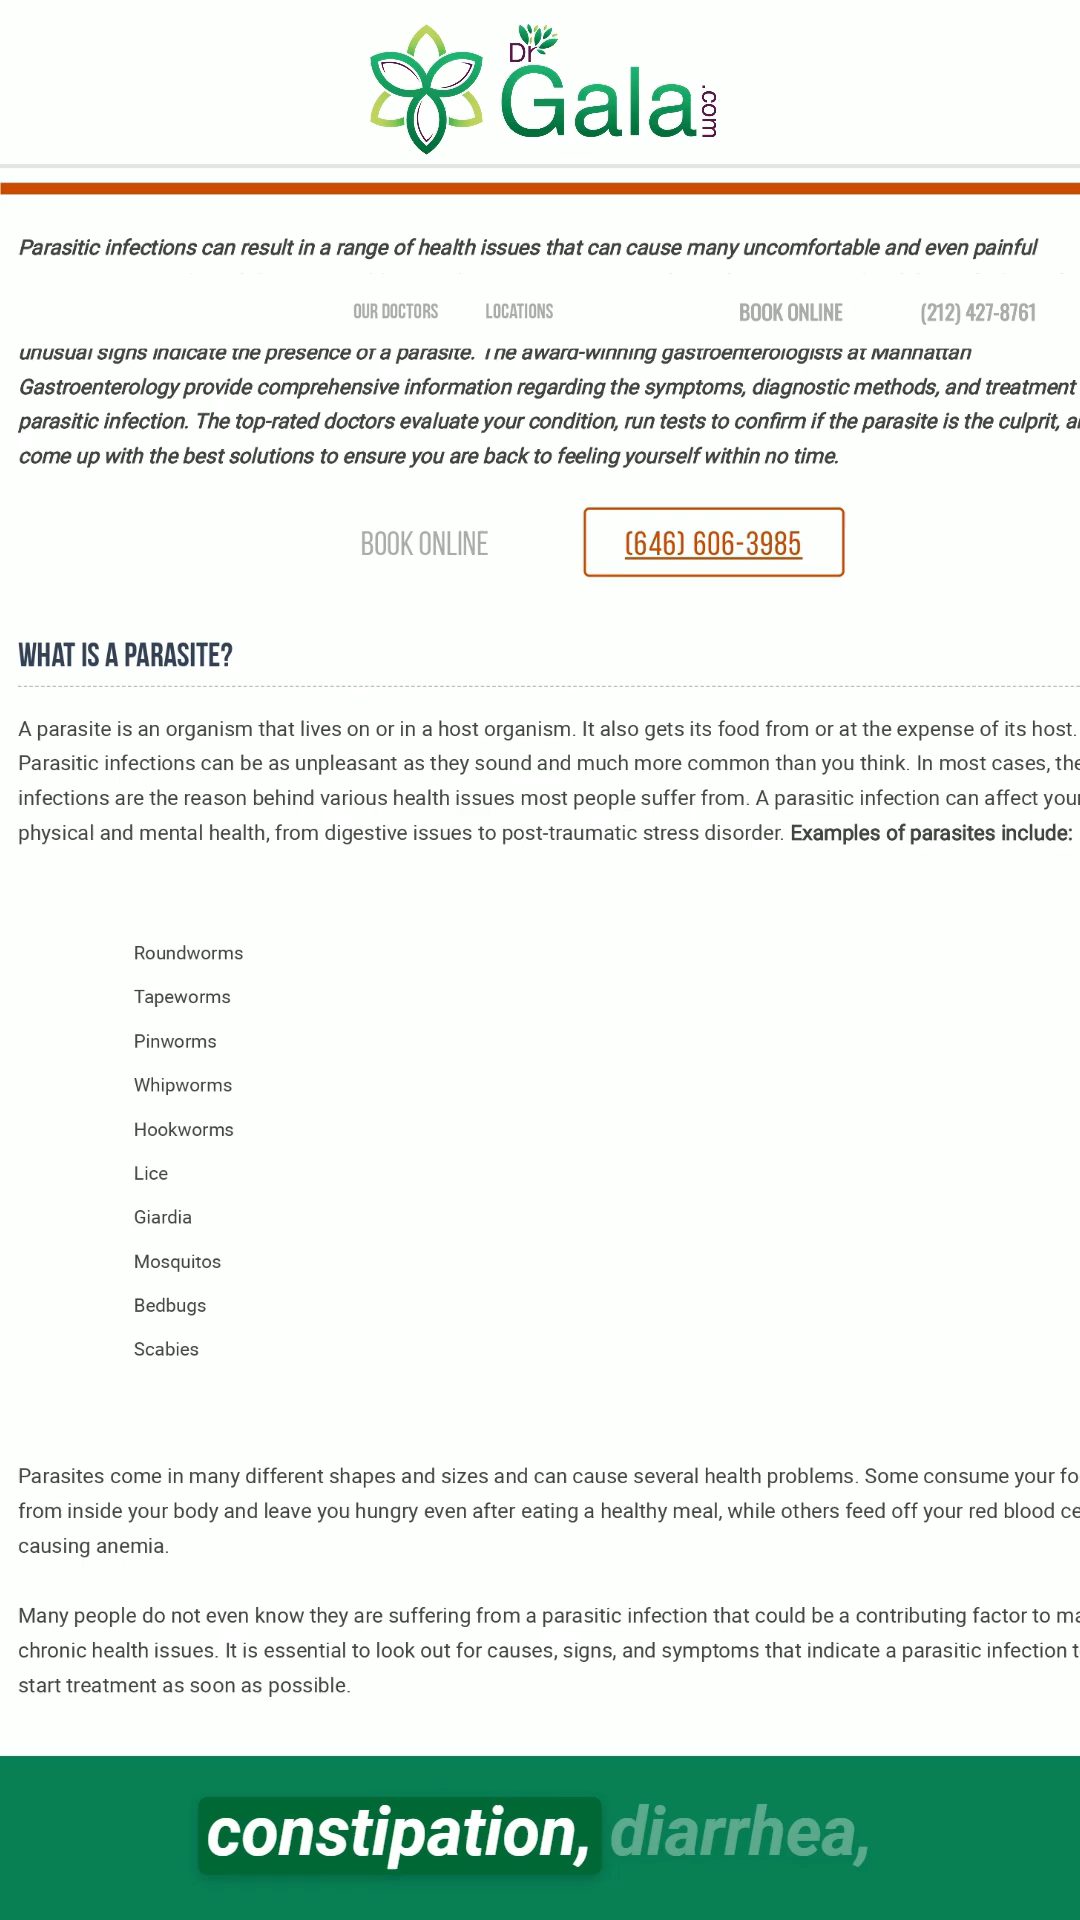 Dr
Gala
.com
Parasitic infections can result in a range of health issues that can cause many uncomfortable and even painful
OUR DOCTORS LOCATIONS BOOK ONLINE (212) 427-8761
unusual signs indicate the presence of a parasite. The award-winning gastroenterologists at Manhattan
Gastroenterology provide comprehensive information regarding the symptoms, diagnostic methods, and treatment
parasitic infection. The top-rated doctors evaluate your condition, run tests to confirm if the parasite is the culprit,
come up with the best solutions to ensure you are back to feeling yourself within no time.
BOOK ONLINE (646) 606-3985
WHAT IS A PARASITE?
A parasite is an organism that lives on or in a host organism. It also gets its food from or at the expense of its host.
Parasitic infections can be as unpleasant as they sound and much more common than you think. In most cases, the
infections are the reason behind various health issues most people suffer from. A parasitic infection can affect your
physical and mental health, from digestive issues to post-traumatic stress disorder. Examples of parasites include:
Roundworms
Tapeworms
Pinworms
Whipworms
Hookworms
Lice
Giardia
Mosquitos
Bedbugs
Scabies
Parasites come in many different shapes and sizes and can cause several health problems. Some consume your fo
from inside your body and leave you hungry even after eating a healthy meal, while others feed off your red blood ce
causing anemia.
Many people do not even know they are suffering from a parasitic infection that could be a contributing factor to ma
chronic health issues. It is essential to look out for causes, signs, and symptoms that indicate a parasitic infection t
start treatment as soon as possible.
constipation, diarrhea,